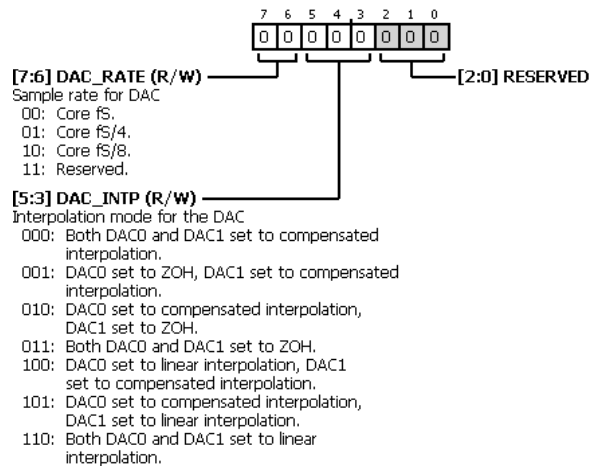 7 6 5 4 3 2 1 0
0 0 0 0 0 0 0 0
[7:6] DAC_RATE (R/W)
[2:0] RESERVED
Sample rate for DAC
00: Core fS.
01: Core fS/4.
10: Core fS/8.
11: Reserved.
[5:3] DAC_INTP (R/W)
Interpolation mode for the DAC
000: Both DAC0 and DAC1 set to compensated
interpolation.
001: DAC0 set to ZOH, DAC1 set to compensated
interpolation.
010: DAC0 set to compensated interpolation,
DAC1 set to ZOH.
011: Both DAC0 and DAC1 set to ZOH.
100: DAC0 set to linear interpolation, DAC1
set to compensated interpolation.
101: DAC0 set to compensated interpolation,
DAC1 set to linear interpolation.
110: Both DAC0 and DAC1 set to linear
interpolation.